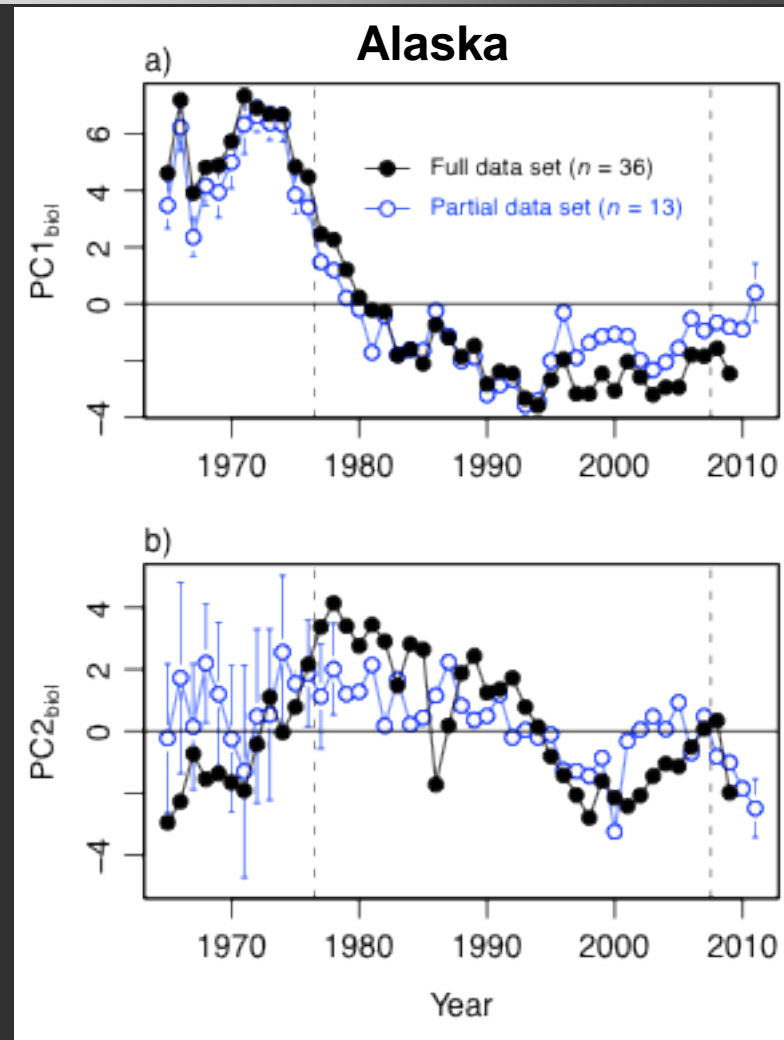 Alaska
a)
PC1biol
6
4
2
0
−4
Full data set (n = 36)
Partial data set (n = 13)
1970 1980 1990 2000 2010
b)
PC2biol
4
2
0
−4
1970 1980 1990 2000 2010
Year